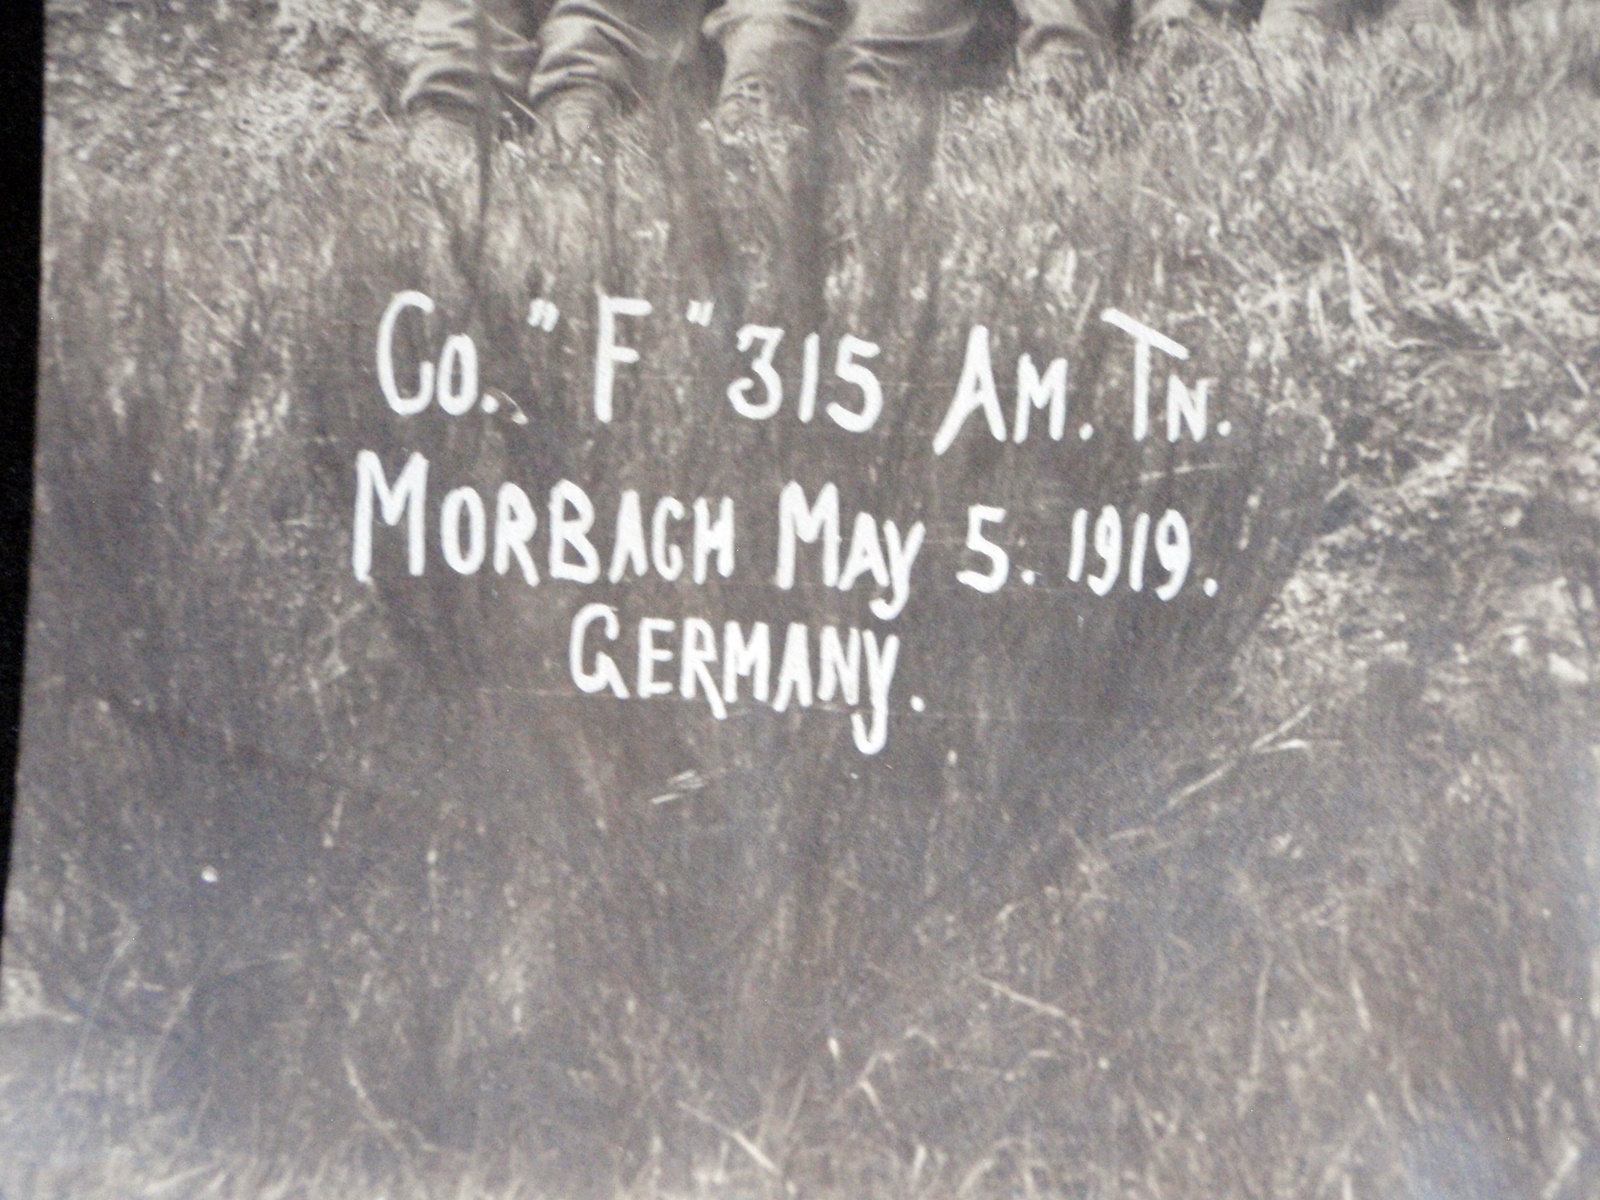 Co. "F" 315 AM. TN.
MORBACH MAY 5. 1919.
GERMANY.